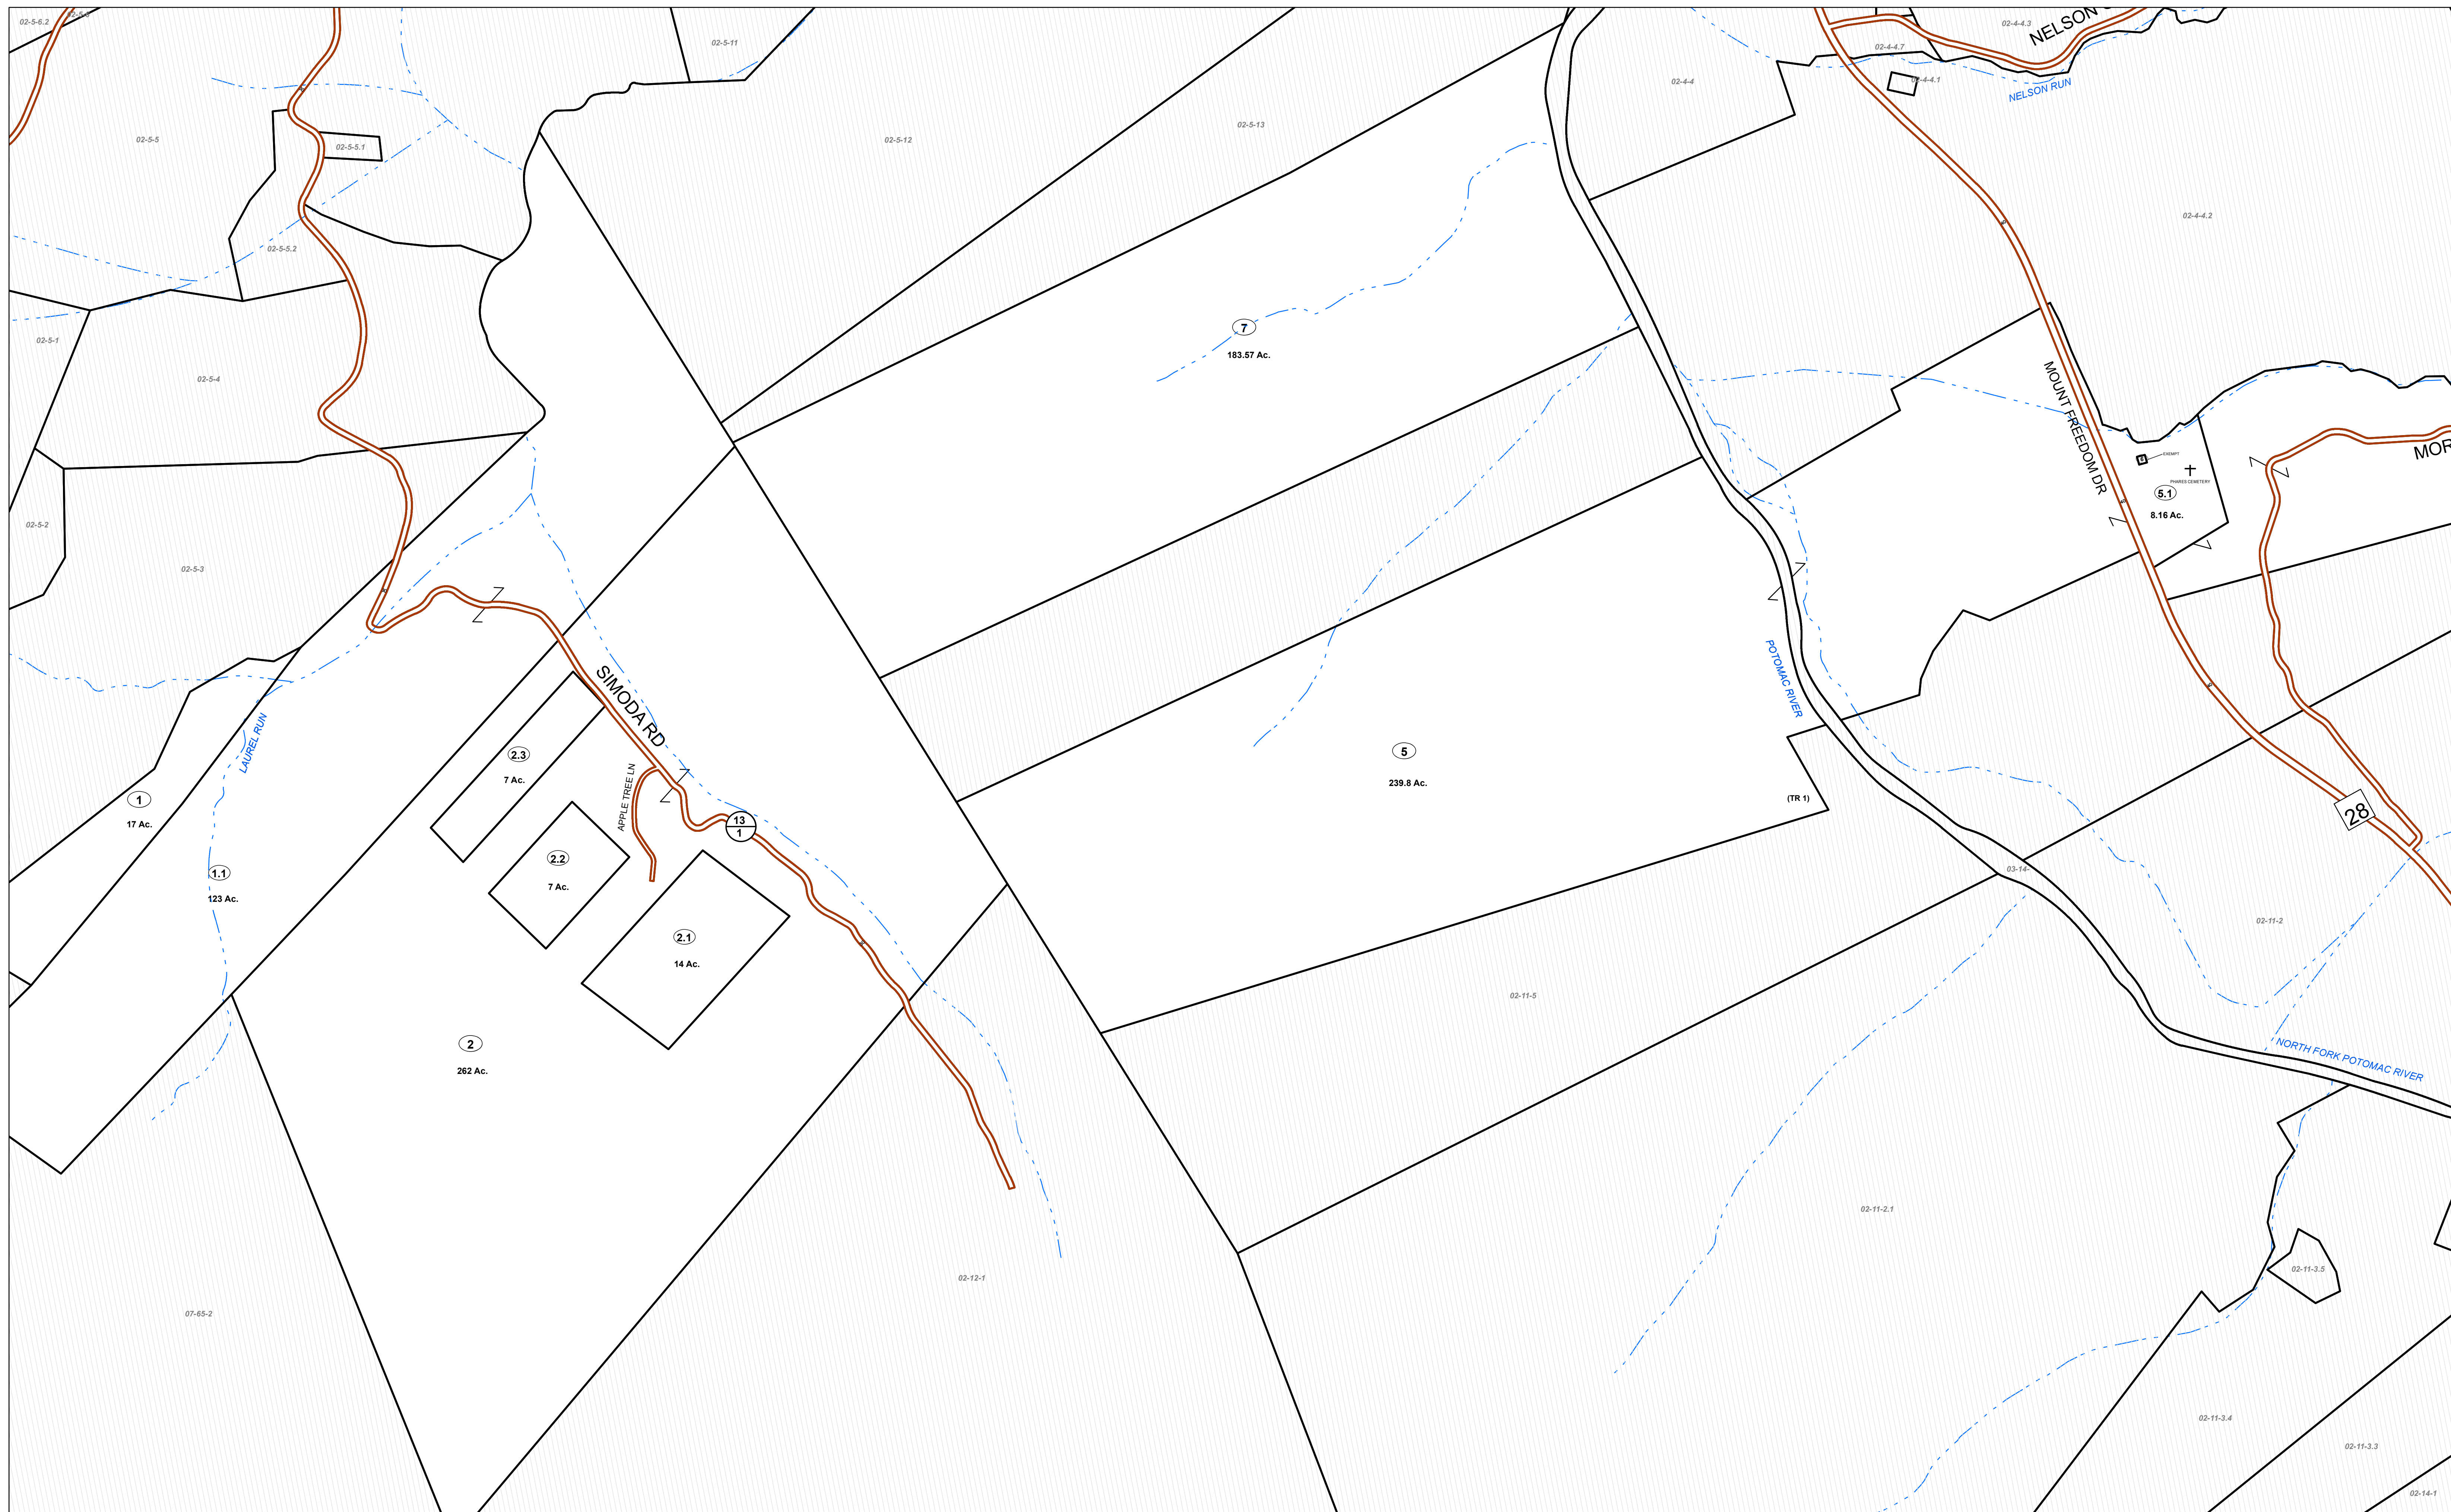 02-5-6.2
02-5-11
02-4-4.3
NELSON
02-4-4.7
02-4-4
02-4-4.1
NELSON RUN
02-5-5
02-5-5.1
02-5-12
02-5-13
02-4-4.2
02-5-5.2
7
183.57 Ac.
02-5-1
02-5-4
MOUNT FREEDOM DR
MOR
EXEMPT
PHARES CEMETERY
5.1
8.16 Ac.
02-5-2
02-5-3
SIMODA RD
POTOMAC RIVER
LAUREL RUN
2.3
7 Ac.
5
239.8 Ac.
(TR 1)
APPLE TREE LN
1
17 Ac.
13
1
28
2.2
7 Ac.
1.1
123 Ac.
03-14-
02-11-2
2.1
14 Ac.
02-11-5
2
262 Ac.
NORTH FORK POTOMAC RIVER
02-11-2.1
02-12-1
02-11-3.5
07-65-2
02-11-3.4
02-11-3.3
02-14-1